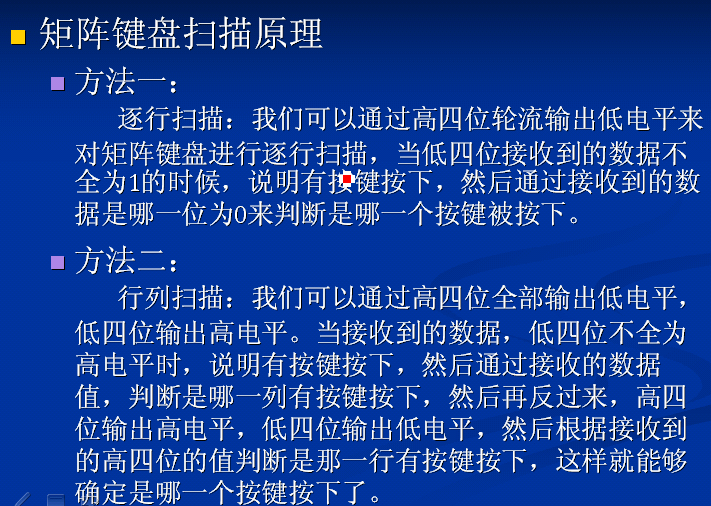 矩阵键盘扫描原理
方法一：
逐行扫描：我们可以通过高四位轮流输出低电平来
对矩阵键盘进行逐行扫描，当低四位接收到的数据不
全为1的时候，说明有按键按下，然后通过接收到的数
据是哪一位为0来判断是哪一个按键被按下。
方法二：
行列扫描：我们可以通过高四位全部输出低电平，
低四位输出高电平。当接收到的数据，低四位不全为
高电平时，说明有按键按下，然后通过接收的数据
值，判断是哪一列有按键按下，然后再反过来，高四
位输出高电平，低四位输出低电平，然后根据接收到
的高四位的值判断是那一行有按键按下，这样就能够
确定是哪一个按键按下了。